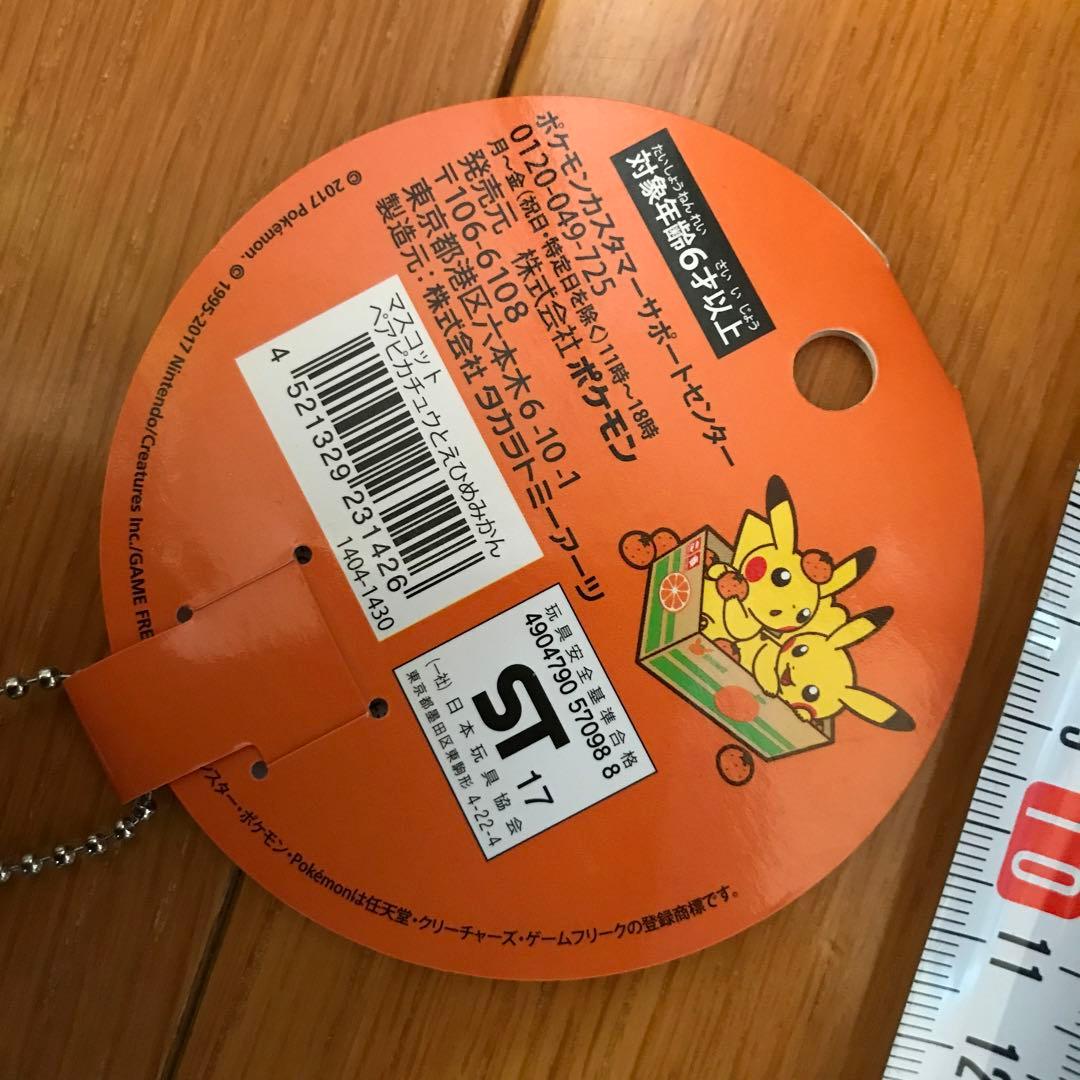 対象年齢6才以上
たいしょうねんれい さい いじょう
ポケモンカスタマーサポートセンター
0120-049-725
月～金(祝日・特定日を除く)11時～18時
発売元 株式会社ポケモン
〒106-6108
東京都港区六本木6-10-1
製造元:株式会社タカラトミーアーツ
マスコット
ペアピカチュウとえひめみかん
4 521329 231426
1404-1430
玩具安全基準合格
4904790 57098 8
ST 17
(一社)日本玩具協会
東京都墨田区東駒形 4-22-4
© 2017 Pokémon. © 1995-2017 Nintendo/Creatures Inc./GAME FRE
スター・ポケモン・Pokémonは任天堂・クリーチャーズ・ゲームフリークの登録商標です。
10
11
12